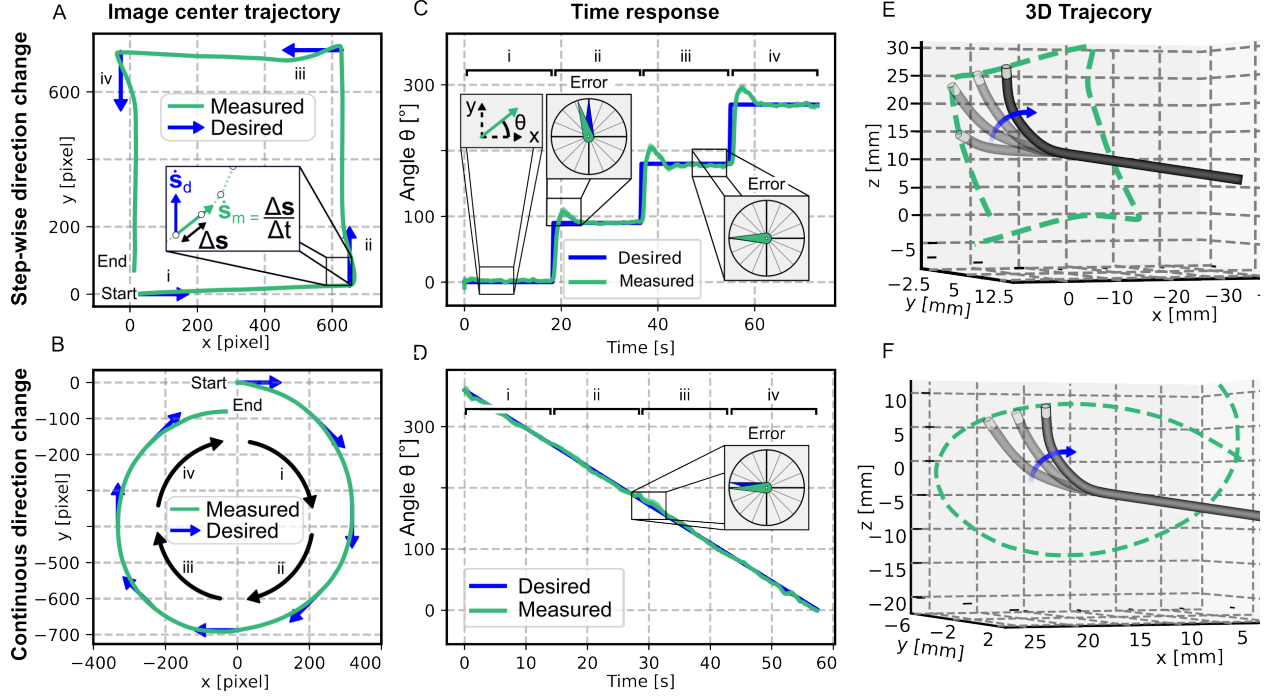 A
Image center trajectory
C
Time response
E
3D Trajecory
Step-wise direction change
y [pixel]
600
200
0
iv
iii
Measured
Desired
ṡd
ṡm = Δs/Δt
Δs
ii
i
End
Start
0
200
400
600
x [pixel]
Angle θ [°]
300
200
100
0
i
ii
iii
iv
Error
y
θ
x
Error
Desired
Measured
0
20
40
60
Time [s]
z [mm]
30
25
20
15
10
5
0
−5
−2.5
5
12.5
y [mm]
0
−10
−20
−30
x [mm]
B
D
F
Continuous direction change
y [pixel]
0
−100
−200
−300
−400
−500
−600
−700
Start
End
iv
i
Measured
Desired
iii
ii
−400
−200
0
200
400
x [pixel]
Angle θ [°]
300
200
100
0
i
ii
iii
iv
Error
Desired
Measured
0
10
20
30
40
50
60
Time [s]
z [mm]
10
5
0
−5
−10
−15
−20
−6
−2
2
y [mm]
25
20
15
10
5
x [mm]